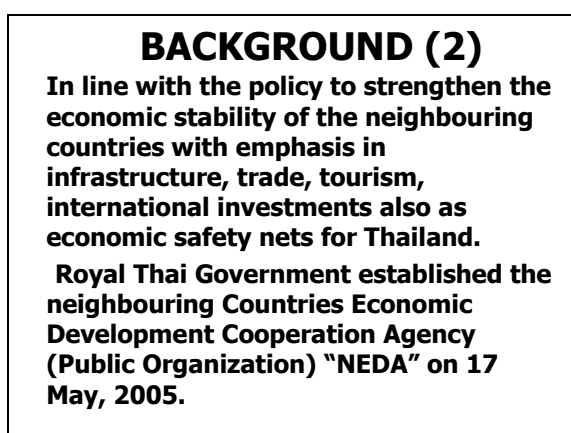 BACKGROUND (2)
In line with the policy to strengthen the
economic stability of the neighbouring
countries with emphasis in
infrastructure, trade, tourism,
international investments also as
economic safety nets for Thailand.
Royal Thai Government established the
neighbouring Countries Economic
Development Cooperation Agency
(Public Organization) “NEDA” on 17
May, 2005.